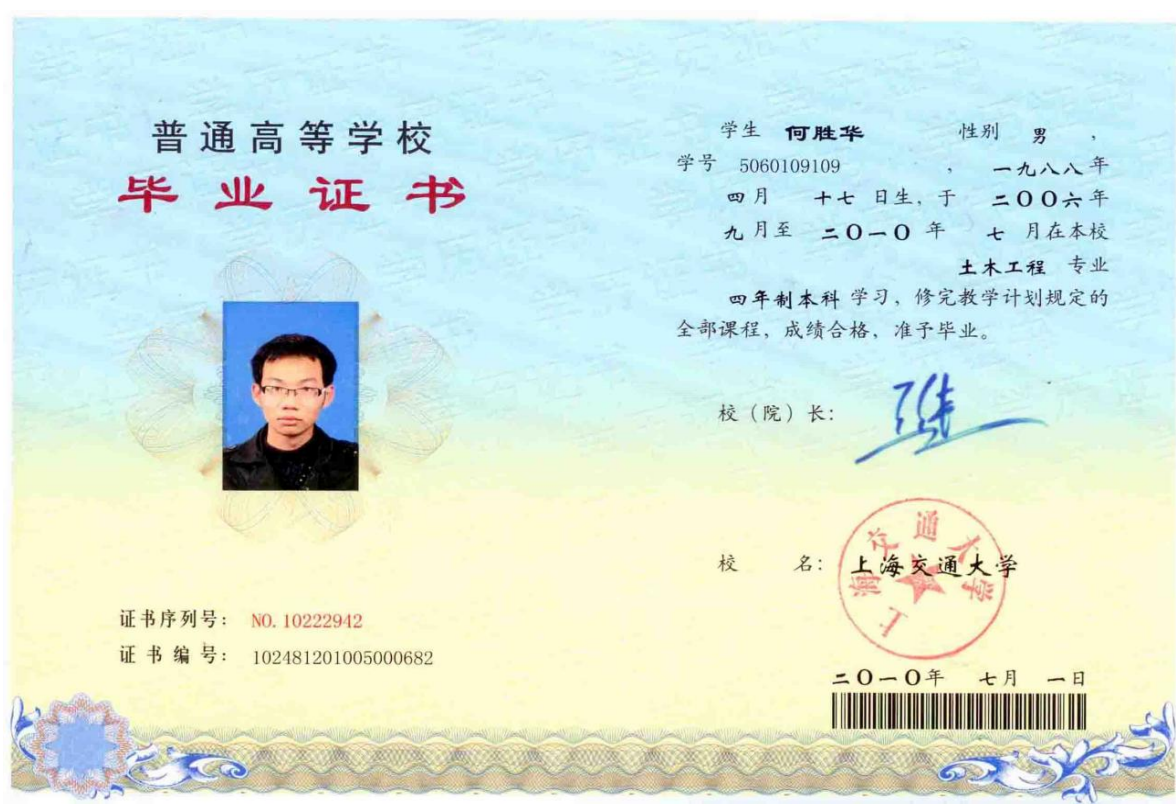 普通高等学校
毕业证书
证书序列号： NO. 10222942
证书编号： 102481201005000682
学生 何胜华 性别 男 ，
学号 5060109109 ， 一九八八年
四月 十七 日生，于 二〇〇六年
九月至 二〇一〇 年 七 月在本校
土木工程 专业
四年制本科 学习，修完教学计划规定的
全部课程，成绩合格，准予毕业。
校（院）长：
校 名： 上海交通大学
上海交通大学
二〇一〇年 七月 一日